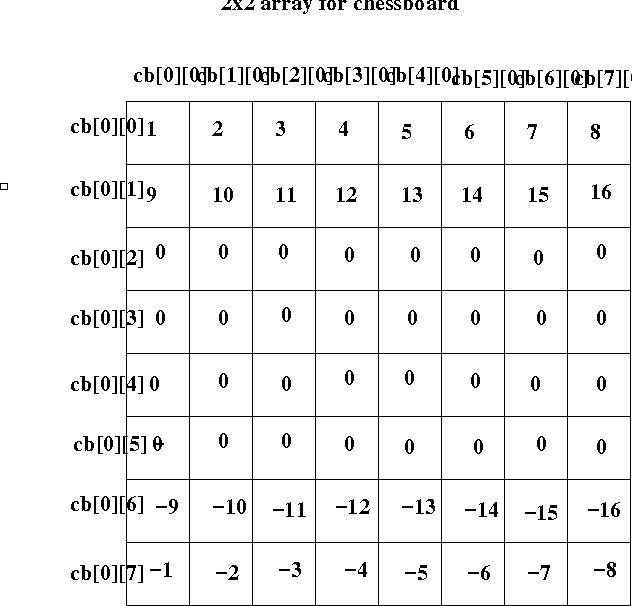 2x2 array for chessboard
cb[0][0] cb[1][0] cb[2][0] cb[3][0] cb[4][0] cb[5][0] cb[6][0] cb[7][0
cb[0][0] 1 2 3 4 5 6 7 8
cb[0][1] 9 10 11 12 13 14 15 16
cb[0][2] 0 0 0 0 0 0 0 0
cb[0][3] 0 0 0 0 0 0 0 0
cb[0][4] 0 0 0 0 0 0 0 0
cb[0][5] 0 0 0 0 0 0 0 0
cb[0][6] −9 −10 −11 −12 −13 −14 −15 −16
cb[0][7] −1 −2 −3 −4 −5 −6 −7 −8